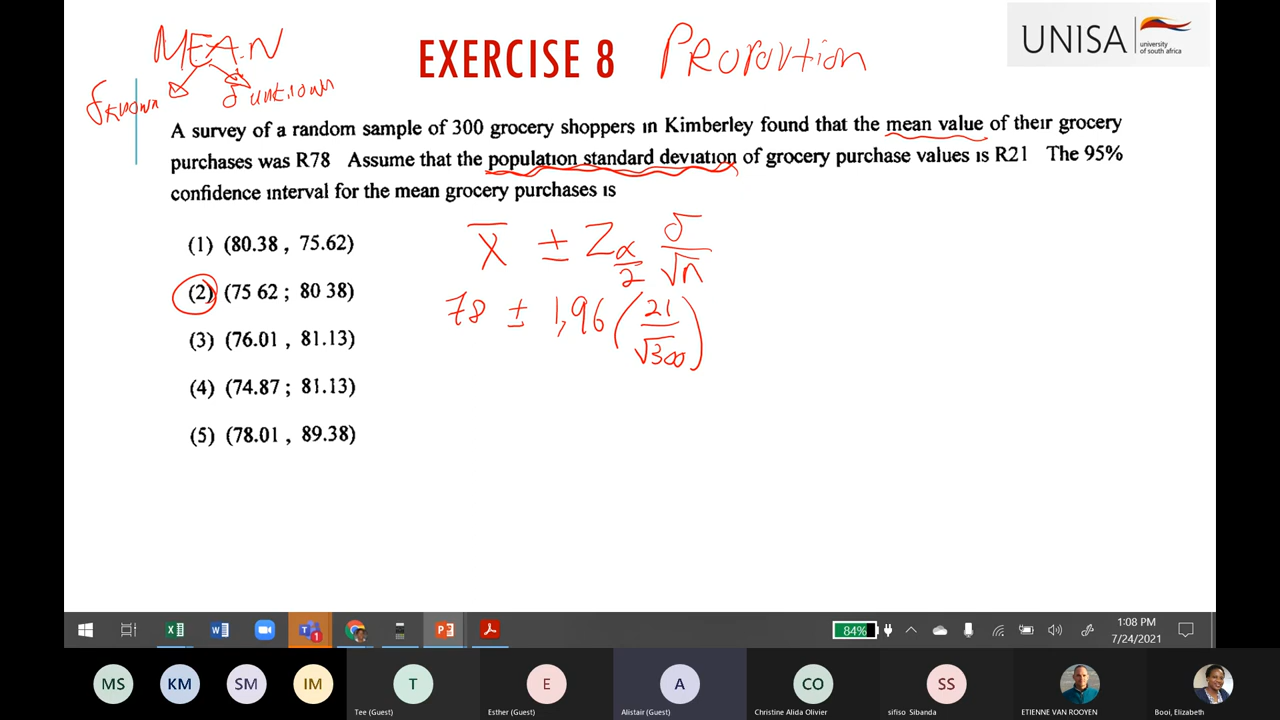 MEAN
σ known
σ unknown
EXERCISE 8
Proportion
UNISA
university
of south africa
A survey of a random sample of 300 grocery shoppers in Kimberley found that the mean value of their grocery
purchases was R78 Assume that the population standard deviation of grocery purchase values is R21 The 95%
confidence interval for the mean grocery purchases is
(1) (80.38 , 75.62)
(2) (75 62 ; 80 38)
(3) (76.01 , 81.13)
(4) (74.87 ; 81.13)
(5) (78.01 , 89.38)
X̅ ± Z α/2 σ/√n
78 ± 1,96 (21/√300)
84%
1:08 PM
7/24/2021
1
MS
KM
SM
IM
T
E
A
CO
SS
Tee (Guest)
Esther (Guest)
Alistair (Guest)
Christine Alida Olivier
sifiso Sibanda
ETIENNE VAN ROOYEN
Booi, Elizabeth